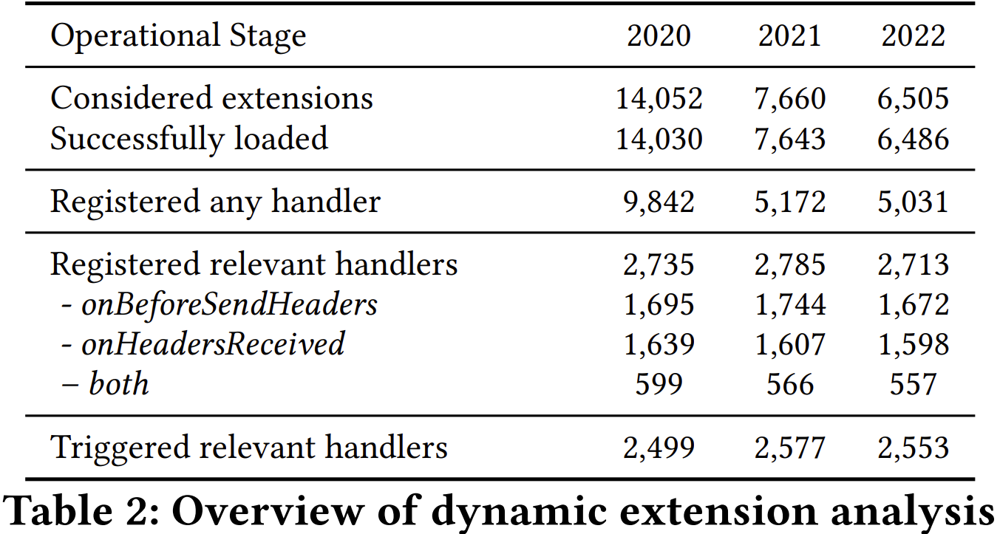 Operational Stage 2020 2021 2022
Considered extensions 14,052 7,660 6,505
Successfully loaded 14,030 7,643 6,486
Registered any handler 9,842 5,172 5,031
Registered relevant handlers 2,735 2,785 2,713
- onBeforeSendHeaders 1,695 1,744 1,672
- onHeadersReceived 1,639 1,607 1,598
– both 599 566 557
Triggered relevant handlers 2,499 2,577 2,553
Table 2: Overview of dynamic extension analysis